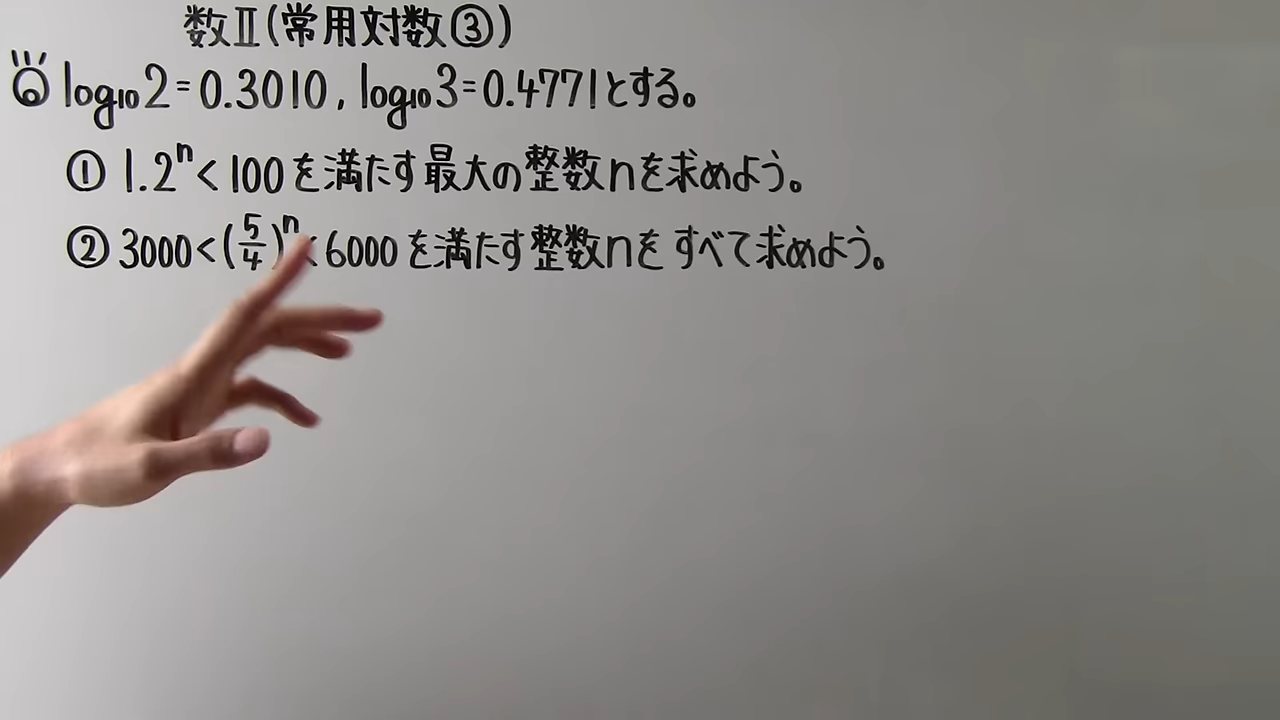 数Ⅱ(常用対数③)
log₁₀2=0.3010, log₁₀3=0.4771とする。
① 1.2ⁿ<100を満たす最大の整数nを求めよう。
② 3000<(5/4)ⁿ<6000を満たす整数nをすべて求めよう。